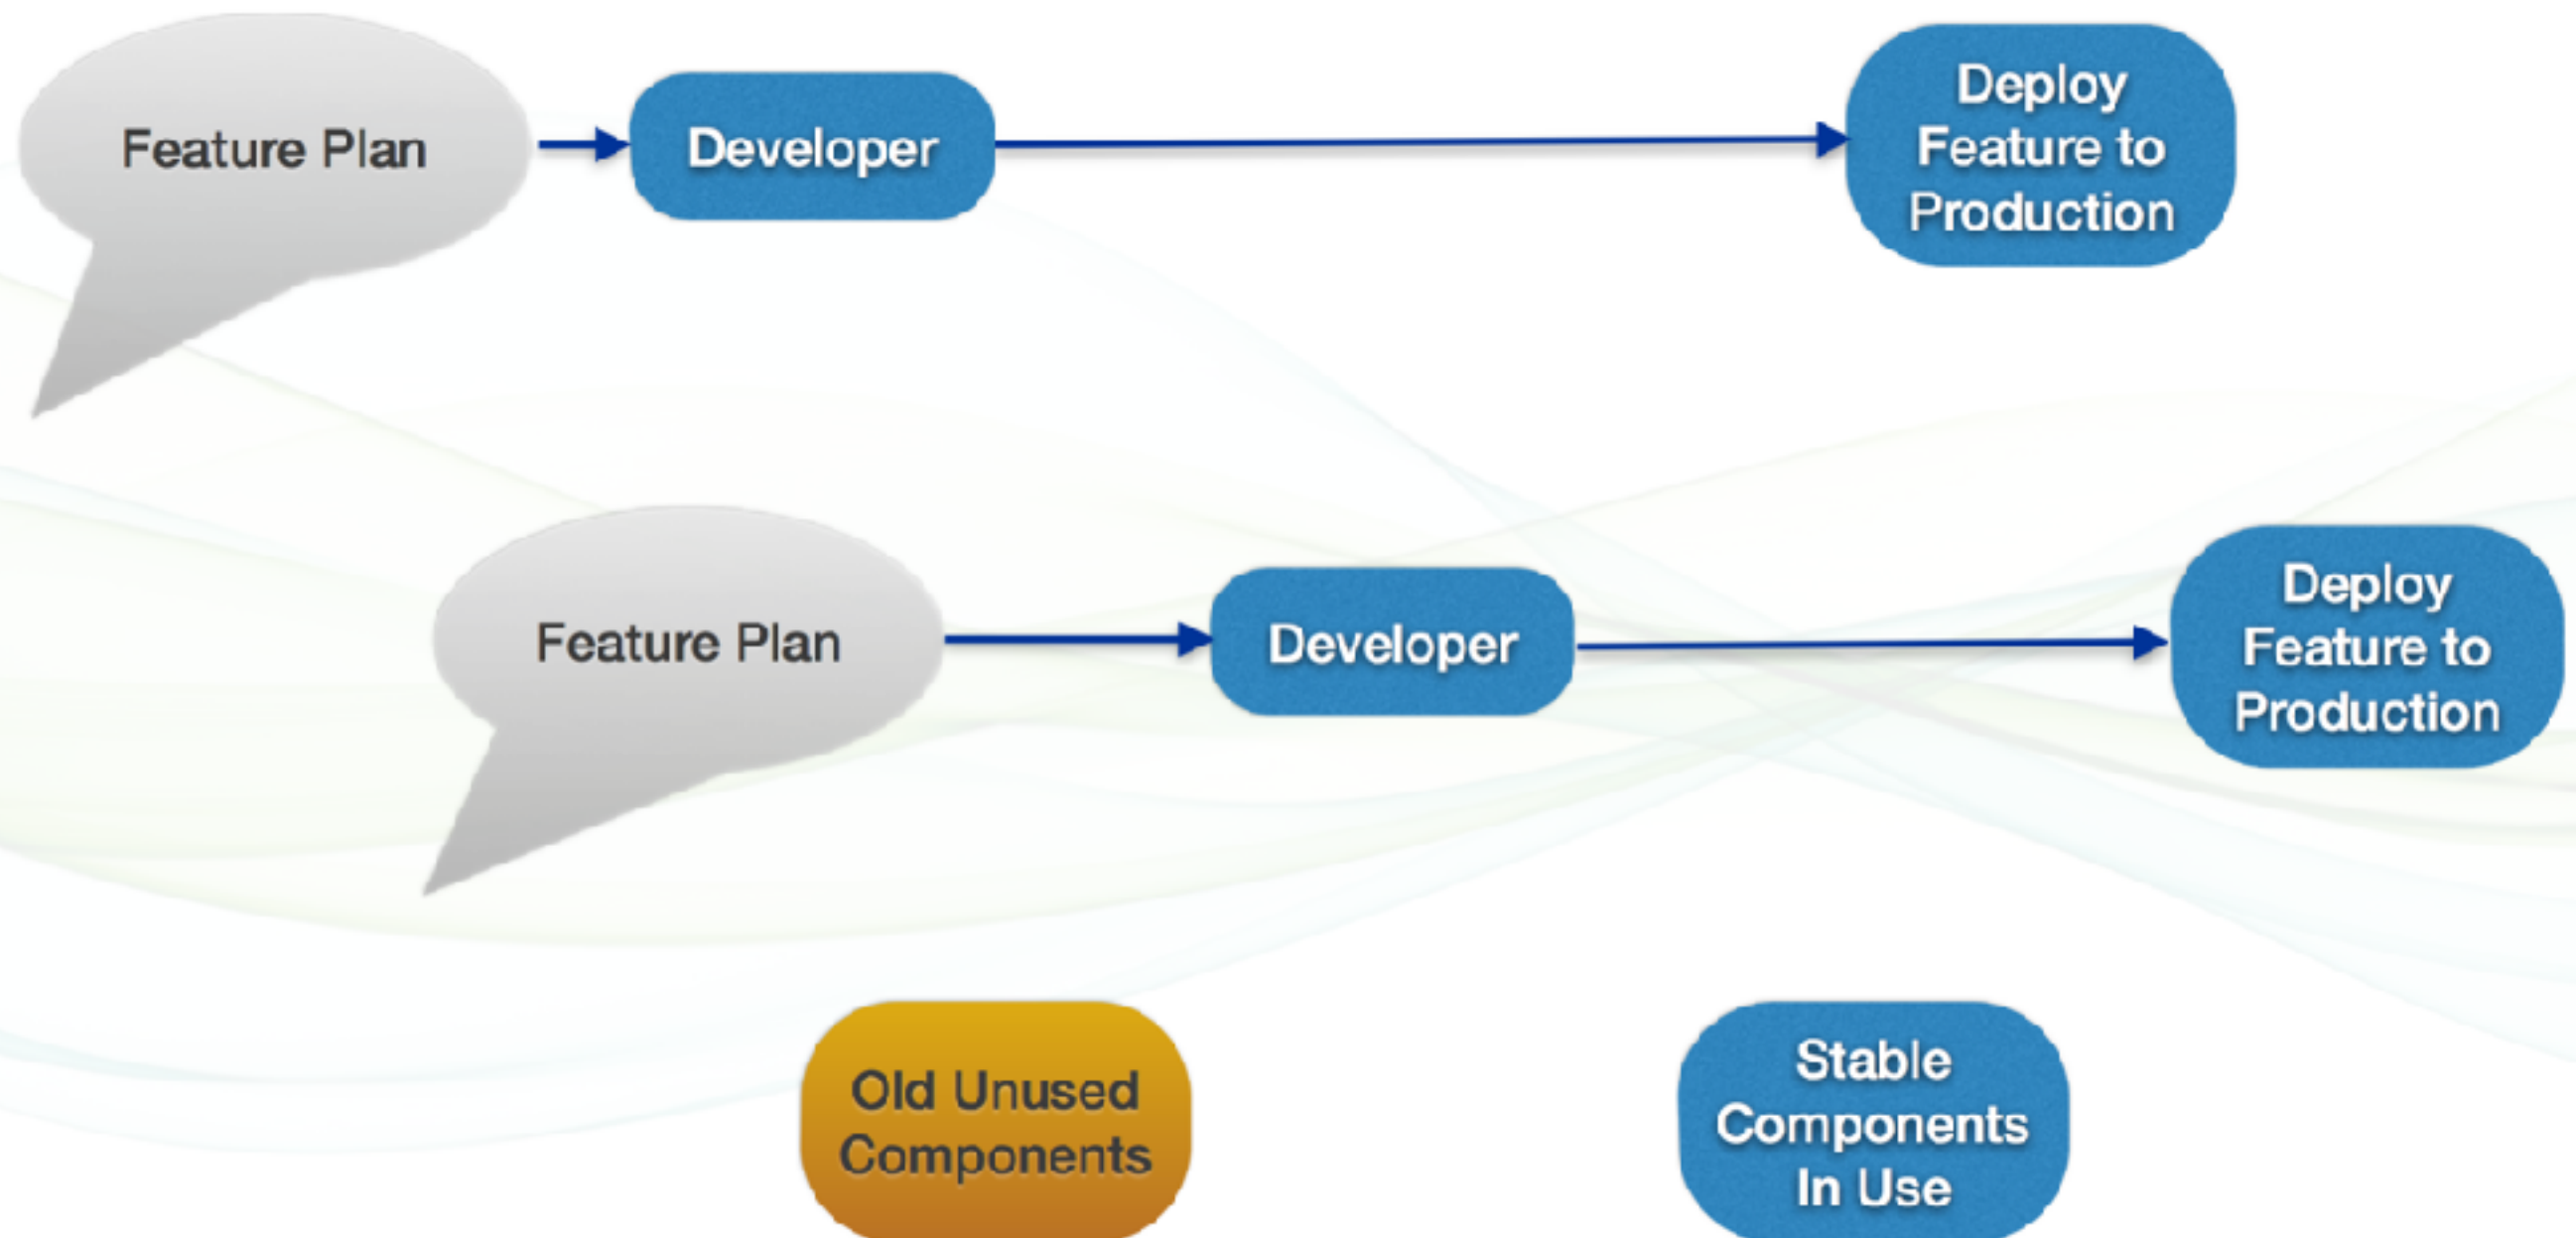 Feature Plan
Developer
Deploy
Feature to
Production
Feature Plan
Developer
Deploy
Feature to
Production
Old Unused
Components
Stable
Components
In Use